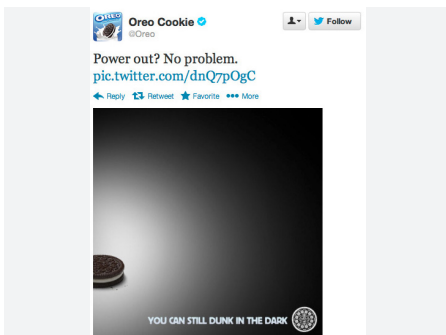 OREO
Oreo Cookie
@Oreo
Follow
Power out? No problem.
pic.twitter.com/dnQ7pOgC
Reply Retweet Favorite More
YOU CAN STILL DUNK IN THE DARK